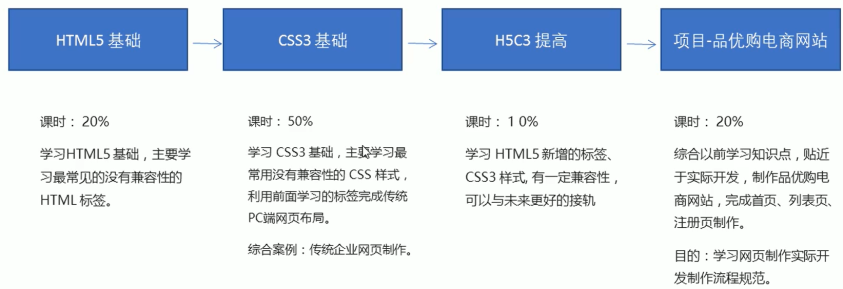 HTML5 基础
CSS3 基础
H5C3 提高
项目-品优购电商网站
课时： 20%
学习HTML5 基础，主要学
习最常见的没有兼容性的
HTML 标签。
课时： 50%
学习 CSS3 基础，主要学习最
常用没有兼容性的 CSS 样式，
利用前面学习的标签完成传统
PC端网页布局。
综合案例：传统企业网页制作。
课时： 1 0%
学习 HTML5 新增的标签、
CSS3 样式, 有一定兼容性，
可以与未来更好的接轨
课时： 20%
综合以前学习知识点，贴近
于实际开发，制作品优购电
商网站，完成首页、列表页、
注册页制作。
目的：学习网页制作实际开
发制作流程规范。